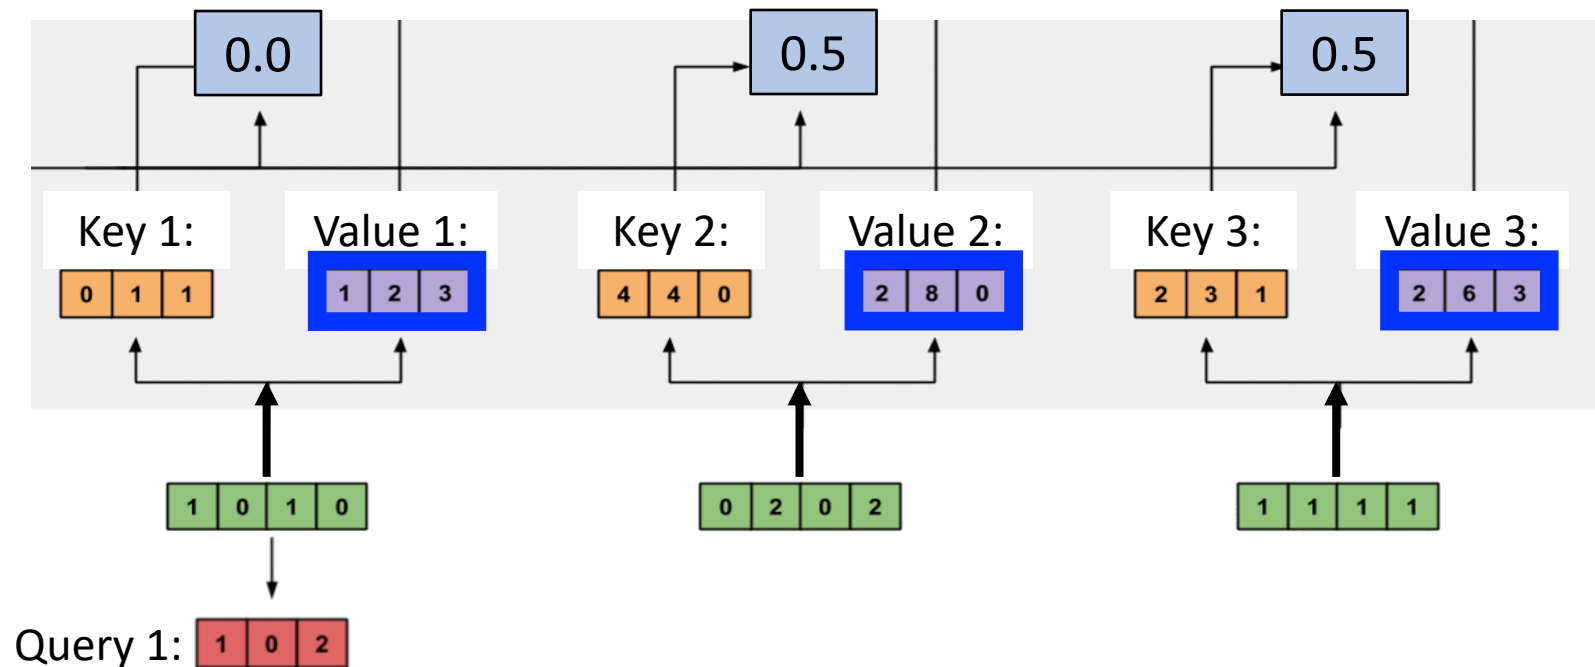 0.0 0.5 0.5
Key 1: Value 1: Key 2: Value 2: Key 3: Value 3:
0 1 1 1 2 3 4 4 0 2 8 0 2 3 1 2 6 3
1 0 1 0 0 2 0 2 1 1 1 1
Query 1: 1 0 2